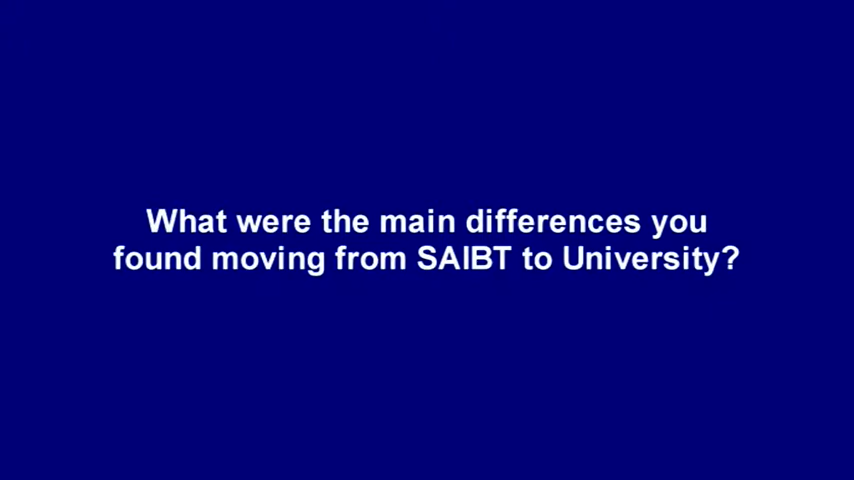 What were the main differences you
found moving from SAIBT to University?